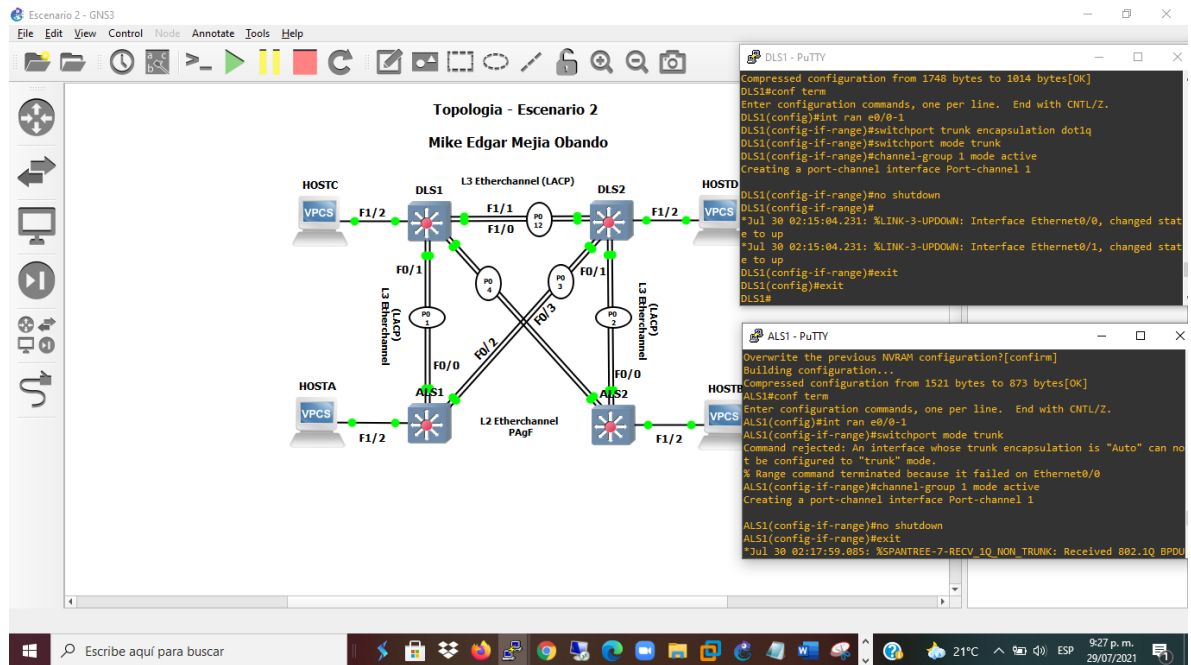 Escenario 2 - GNS3
File Edit View Control Node Annotate Tools Help
Topologia - Escenario 2
Mike Edgar Mejia Obando
HOSTC
DLS1
L3 Etherchannel (LACP)
DLS2
HOSTD
VPCS
F1/2
F1/1
F1/0
PO
12
F1/2
VPCS
F0/1
PO
4
PO
3
F0/1
L3 Etherchannel
(LACP)
PO
1
F0/3
PO
2
(LACP)
L3 Etherchannel
F0/2
F0/0
F0/0
HOSTA
ALS1
ALS2
HOSTB
VPCS
F1/2
L2 Etherchannel
PAgF
F1/2
VPCS
DLS1 - PuTTY
Compressed configuration from 1748 bytes to 1014 bytes[OK]
DLS1#conf term
Enter configuration commands, one per line.  End with CNTL/Z.
DLS1(config)#int ran e0/0-1
DLS1(config-if-range)#switchport trunk encapsulation dot1q
DLS1(config-if-range)#switchport mode trunk
DLS1(config-if-range)#channel-group 1 mode active
Creating a port-channel interface Port-channel 1
DLS1(config-if-range)#no shutdown
DLS1(config-if-range)#
*Jul 30 02:15:04.231: %LINK-3-UPDOWN: Interface Ethernet0/0, changed stat
e to up
*Jul 30 02:15:04.231: %LINK-3-UPDOWN: Interface Ethernet0/1, changed stat
e to up
DLS1(config-if-range)#exit
DLS1(config)#exit
DLS1#
ALS1 - PuTTY
Overwrite the previous NVRAM configuration?[confirm]
Building configuration...
Compressed configuration from 1521 bytes to 873 bytes[OK]
ALS1#conf term
Enter configuration commands, one per line.  End with CNTL/Z.
ALS1(config)#int ran e0/0-1
ALS1(config-if-range)#switchport mode trunk
Command rejected: An interface whose trunk encapsulation is "Auto" can no
t be configured to "trunk" mode.
% Range command terminated because it failed on Ethernet0/0
ALS1(config-if-range)#channel-group 1 mode active
Creating a port-channel interface Port-channel 1
ALS1(config-if-range)#no shutdown
ALS1(config-if-range)#exit
*Jul 30 02:17:59.085: %SPANTREE-7-RECV_1Q_NON_TRUNK: Received 802.1Q BPDU
Escribe aquí para buscar
21°C
ESP
9:27 p. m.
29/07/2021